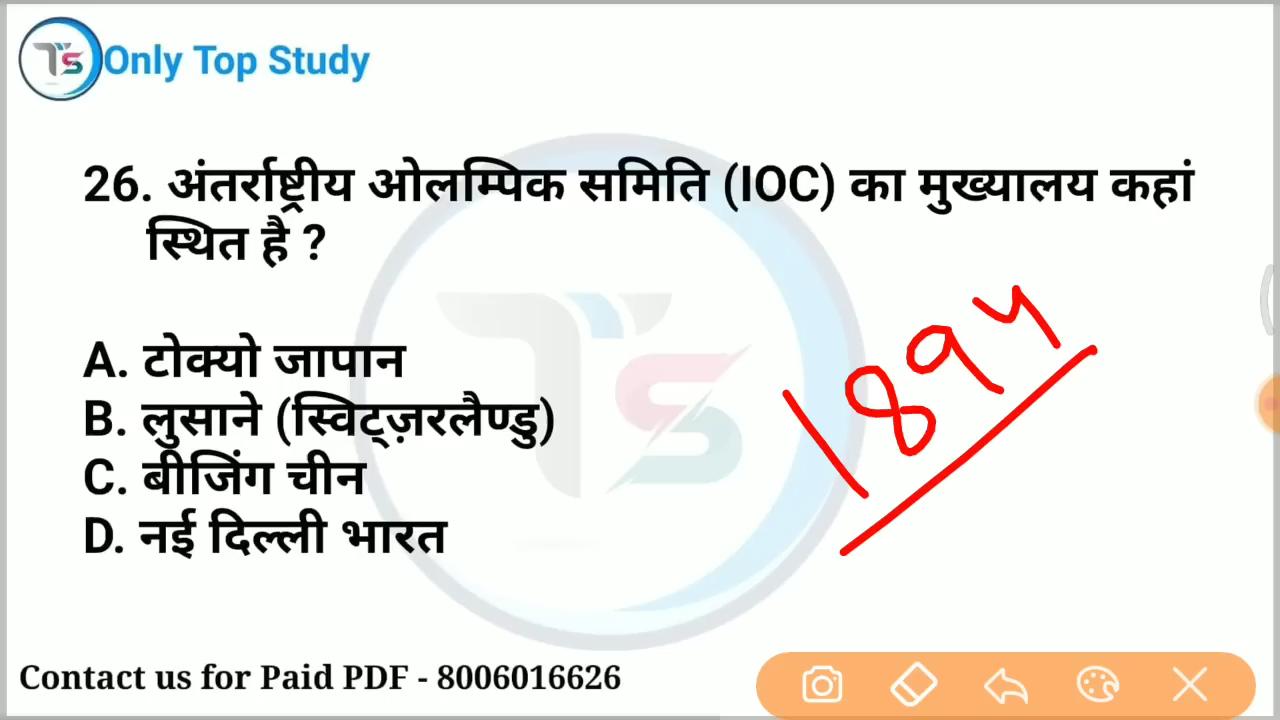 Only Top Study
26. अंतर्राष्ट्रीय ओलम्पिक समिति (IOC) का मुख्यालय कहां
स्थित है ?
1894
A. टोक्यो जापान
B. लुसाने (स्विट्ज़रलैण्डु)
C. बीजिंग चीन
D. नई दिल्ली भारत
Contact us for Paid PDF - 8006016626